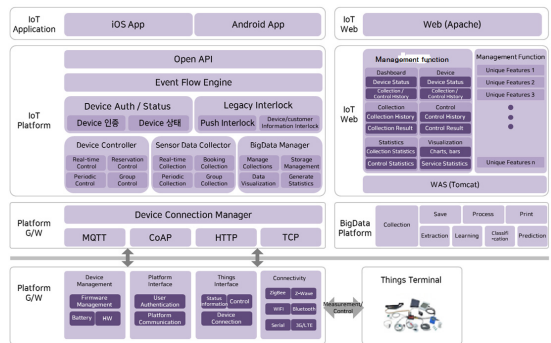 IoT
Application
iOS App
Android App
IoT
Platform
Open API
Event Flow Engine
Device Auth / Status
Device 인증
Device 상태
Legacy Interlock
Push Interlock
Device/customer
Information Interlock
Device Controller
Real-time
Control
Reservation
Control
Periodic
Control
Group
Control
Sensor Data Collector
Real-time
Collection
Booking
Collection
Periodic
Collection
Group
Collection
BigData Manager
Manage
Collections
Storage
Management
Data
Visualization
Generate
Statistics
Platform
G/W
Device Connection Manager
MQTT
CoAP
HTTP
TCP
Platform
G/W
Device
Management
Firmware
Management
Battery
HW
Platform
Interface
User
Authentication
Platform
Communication
Things
Interface
Status
Information
Control
Device
Connection
Connectivity
ZigBee
Z-Wave
WiFi
Bluetooth
Serial
3G/LTE
Measurement/
Control
Things Terminal
IoT
Web
Web (Apache)
IoT
Web
Management function
Dashboard
Device Status
Collection /
Control History
Device
Device Status
Collection /
Control History
Collection
Collection History
Collection Result
Control
Control History
Control Result
Statistics
Collection Statistics
Control Statistics
Visualization
Charts, bars
Service Statistics
Management Function
Unique Features 1
Unique Features 2
Unique Features 3
Unique Features n
WAS (Tomcat)
BigData
Platform
Collection
Save
Process
Print
Extraction
Learning
Classifi
-cation
Prediction